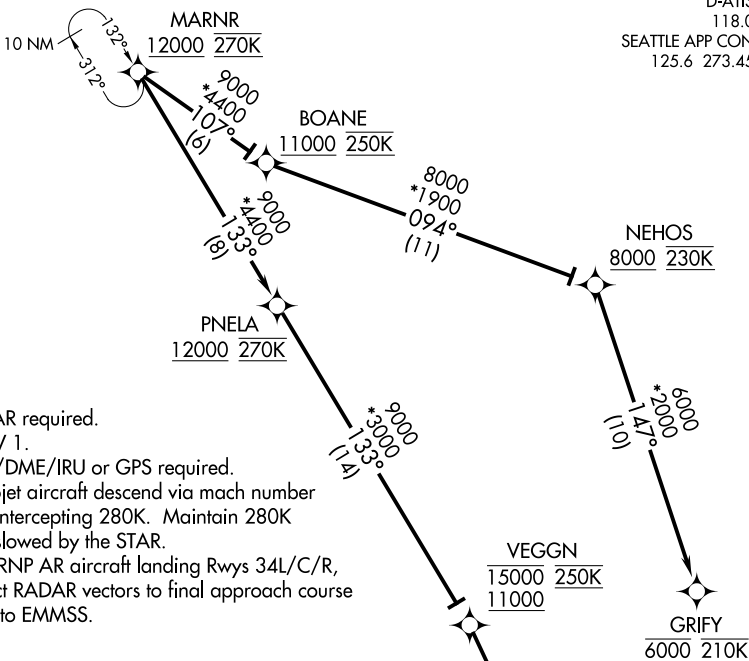 D-ATIS
118.0
SEATTLE APP CON
125.6 273.45
MARNR
12000 270K
10 NM
132°
312°
9000
*4400
107°
(6)
BOANE
11000 250K
8000
*1900
094°
(11)
NEHOS
8000 230K
9000
*4400
133°
(8)
PNELA
12000 270K
6000
*2000
147°
(10)
9000
*3000
133°
(14)
AR required.
V 1.
/DME/IRU or GPS required.
ojet aircraft descend via mach number
ntercepting 280K. Maintain 280K
slowed by the STAR.
RNP AR aircraft landing Rwys 34L/C/R,
ct RADAR vectors to final approach course
to EMMSS.
VEGGN
15000 250K
11000
GRIFY
6000 210K